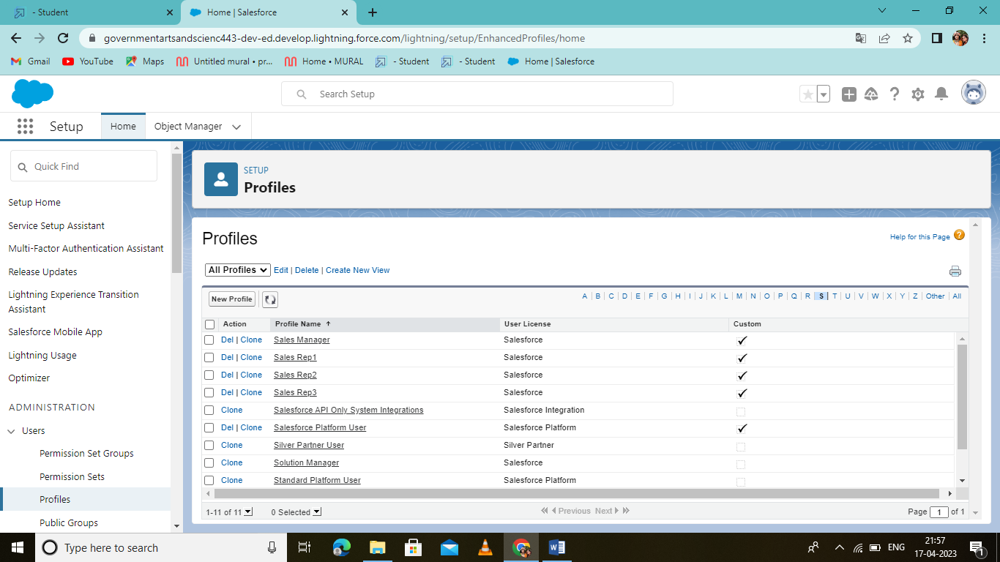 - Student
Home | Salesforce
governmentartsandscienc443-dev-ed.develop.lightning.force.com/lightning/setup/EnhancedProfiles/home
Gmail
YouTube
Maps
Untitled mural • pr...
Home • MURAL
- Student
- Student
Home | Salesforce
Search Setup
Setup
Home
Object Manager
Quick Find
Setup Home
Service Setup Assistant
Multi-Factor Authentication Assistant
Release Updates
Lightning Experience Transition
Assistant
Salesforce Mobile App
Lightning Usage
Optimizer
ADMINISTRATION
Users
Permission Set Groups
Permission Sets
Profiles
Public Groups
SETUP
Profiles
Profiles
Help for this Page
All Profiles
Edit | Delete | Create New View
New Profile
A | B | C | D | E | F | G | H | I | J | K | L | M | N | O | P | Q | R | S | T | U | V | W | X | Y | Z | Other | All
Action Profile Name User License Custom
Del | Clone Sales Manager Salesforce
Del | Clone Sales Rep1 Salesforce
Del | Clone Sales Rep2 Salesforce
Del | Clone Sales Rep3 Salesforce
Clone Salesforce API Only System Integrations Salesforce Integration
Del | Clone Salesforce Platform User Salesforce Platform
Clone Silver Partner User Silver Partner
Clone Solution Manager Salesforce
Clone Standard Platform User Salesforce Platform
1-11 of 11 0 Selected Previous Next Page 1 of 1
Type here to search
ENG
21:57
17-04-2023
1